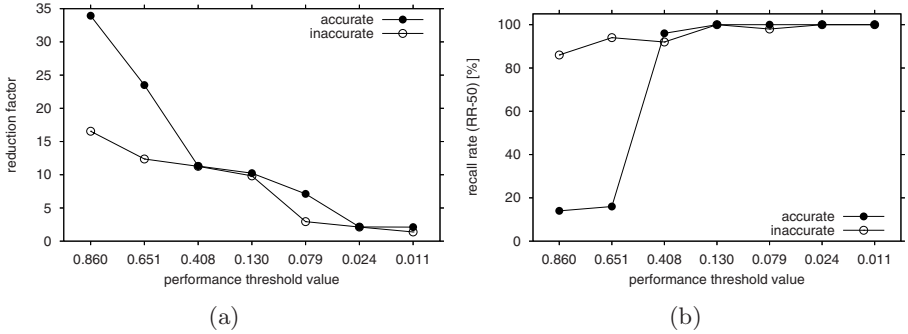 35
30
25
20
15
10
5
0
reduction factor
accurate
inaccurate
0.860 0.651 0.408 0.130 0.079 0.024 0.011
performance threshold value
(a)
100
80
60
40
20
0
recall rate (RR-50) [%]
accurate
inaccurate
0.860 0.651 0.408 0.130 0.079 0.024 0.011
performance threshold value
(b)